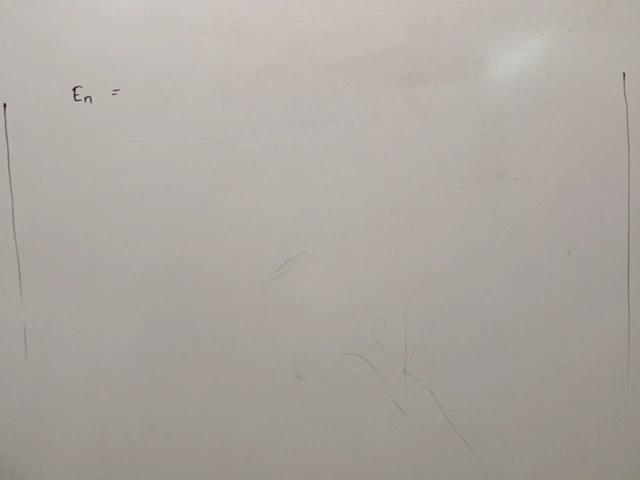 En =